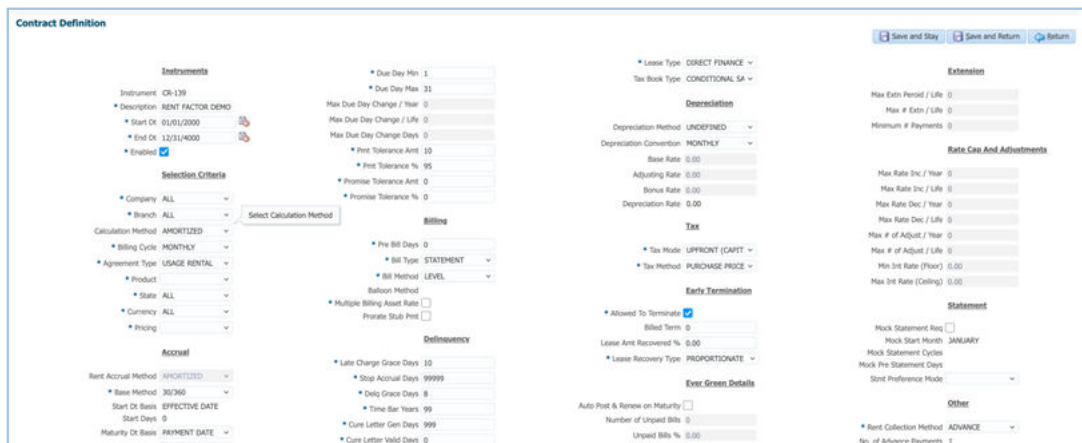 Contract Definition
Save and Stay
Save and Return
Return
Instruments
Instrument CR-139
* Description RENT FACTOR DEMO
* Start Dt 01/01/2000
* End Dt 12/31/4000
* Enabled
Selection Criteria
* Company ALL
* Branch ALL
Select Calculation Method
Calculation Method AMORTIZED
* Billing Cycle MONTHLY
* Agreement Type USAGE RENTAL
* Product
* State ALL
* Currency ALL
* Pricing
Accrual
Rent Accrual Method AMORTIZED
* Base Method 30/360
Start Dt Basis EFFECTIVE DATE
Start Days 0
Maturity Dt Basis PAYMENT DATE
* Due Day Min 1
* Due Day Max 31
Max Due Day Change / Year 0
Max Due Day Change / Life 0
Max Due Day Change Days 0
* Pmt Tolerance Amt 10
* Pmt Tolerance % 95
* Promise Tolerance Amt 0
* Promise Tolerance % 0
Billing
* Pre Bill Days 0
* Bill Type STATEMENT
* Bill Method LEVEL
Balloon Method
* Multiple Billing Asset Rate
Prorate Stub Pmt
Delinquency
* Late Charge Grace Days 10
* Stop Accrual Days 99999
* Delq Grace Days 8
* Time Bar Years 99
* Cure Letter Gen Days 999
* Cure Letter Valid Days 0
* Lease Type DIRECT FINANCE
Tax Book Type CONDITIONAL SA
Depreciation
Depreciation Method UNDEFINED
Depreciation Convention MONTHLY
Base Rate 0.00
Adjusting Rate 0.00
Bonus Rate 0.00
Depreciation Rate 0.00
Tax
* Tax Mode UPFRONT (CAPIT
* Tax Method PURCHASE PRICE
Early Termination
* Allowed To Terminate
Billed Term 0
Lease Amt Recovered % 0.00
* Lease Recovery Type PROPORTIONATE
Ever Green Details
Auto Post & Renew on Maturity
Number of Unpaid Bills 0
Unpaid Bills % 0.00
Extension
Max Extn Peroid / Life 0
Max # Extn / Life 0
Minimum # Payments 0
Rate Cap And Adjustments
Max Rate Inc / Year 0
Max Rate Inc / Life 0
Max Rate Dec / Year 0
Max Rate Dec / Life 0
Max # of Adjust / Year 0
Max # of Adjust / Life 0
Min Int Rate (Floor) 0.00
Max Int Rate (Ceiling) 0.00
Statement
Mock Statement Req
Mock Start Month JANUARY
Mock Statement Cycles
Mock Pre Statement Days
Stmt Preference Mode
Other
* Rent Collection Method ADVANCE
No. of Advance Payments 1